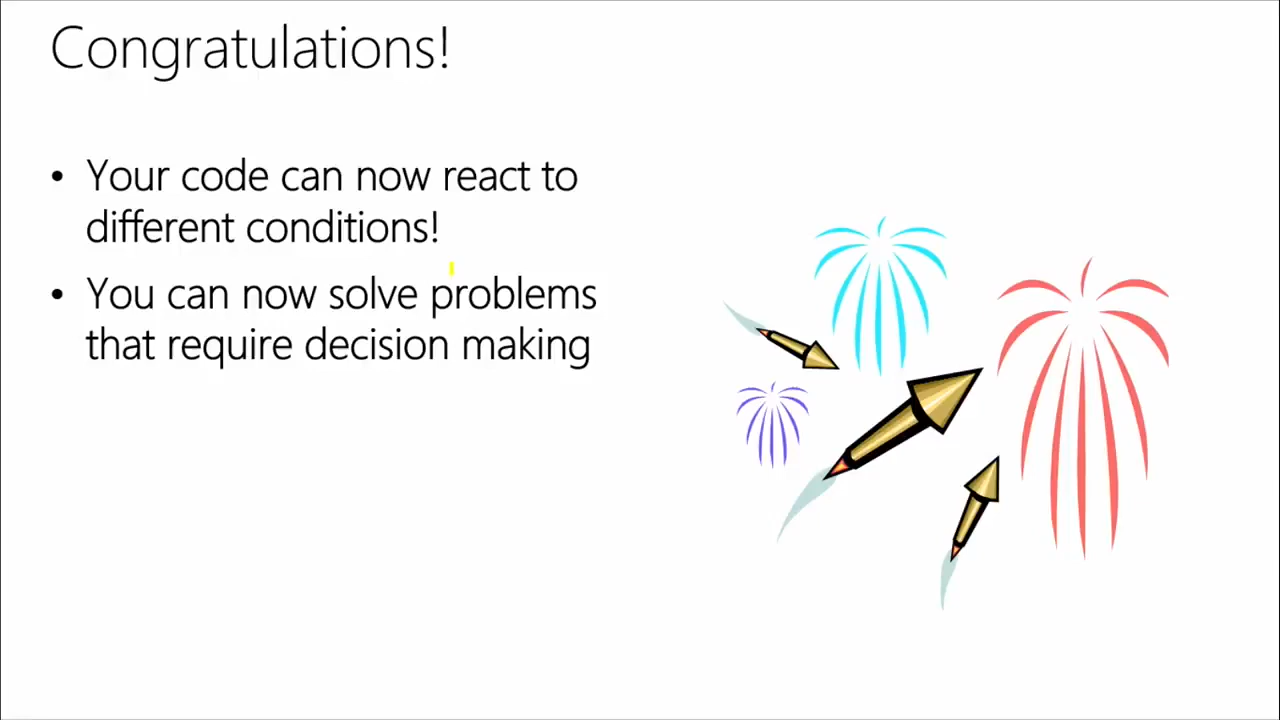 Congratulations!
• Your code can now react to
different conditions!
• You can now solve problems
that require decision making